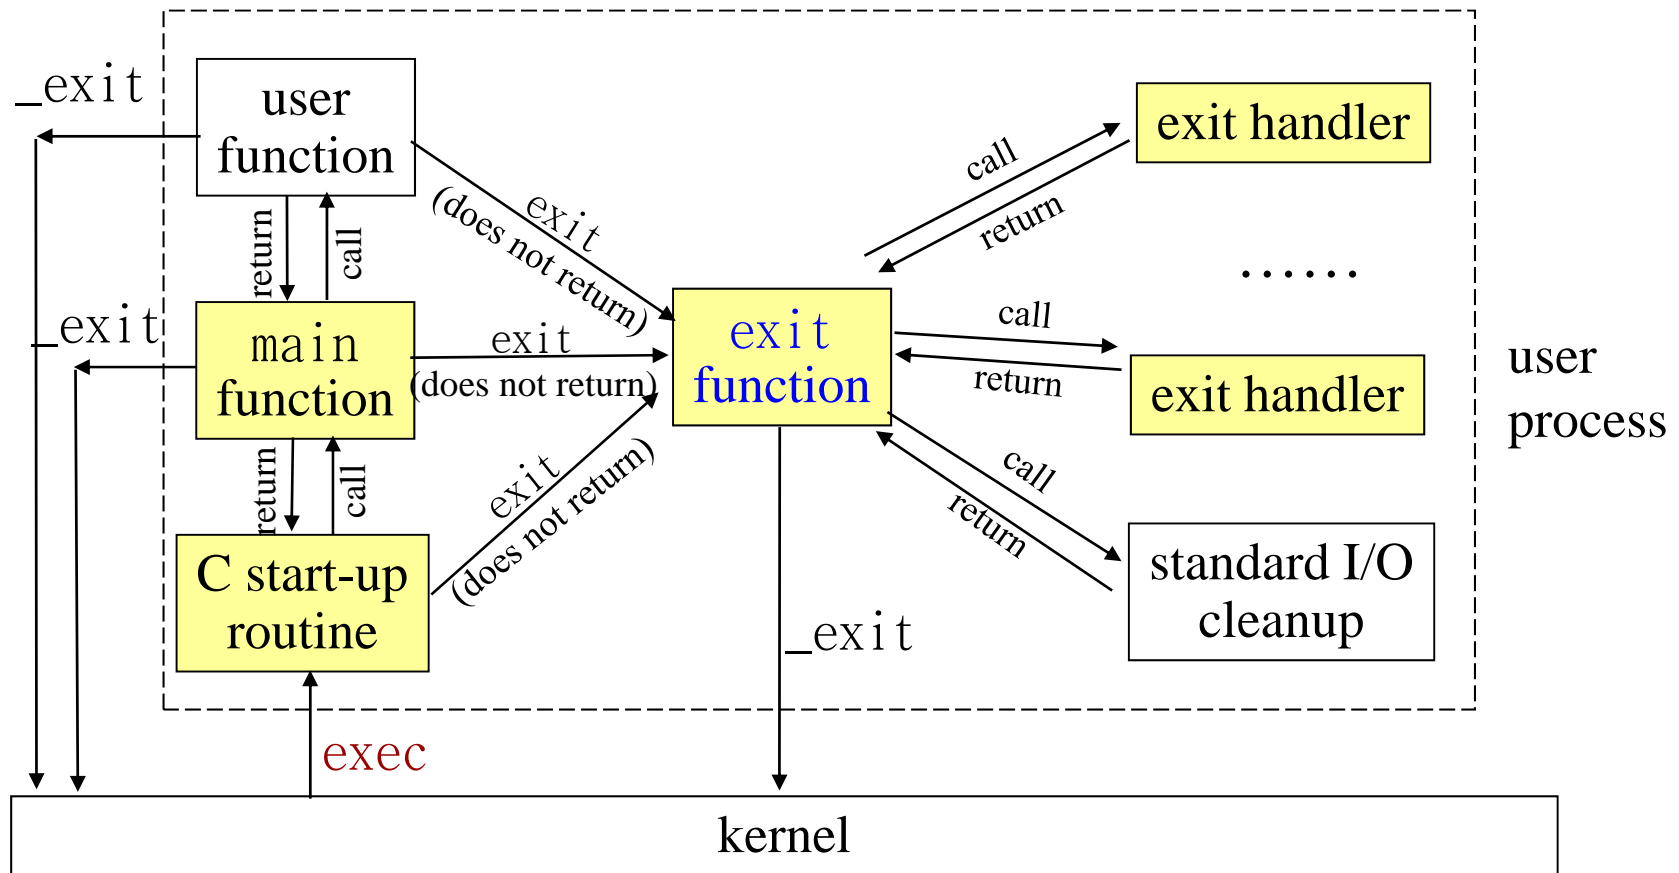 _exit
user
function
exit handler
call
return
exit
(does not return)
return
call
……
_exit
main
function
exit
(does not return)
exit
function
call
return
exit handler
user
process
return
call
exit
(does not return)
call
return
C start-up
routine
standard I/O
cleanup
_exit
exec
kernel